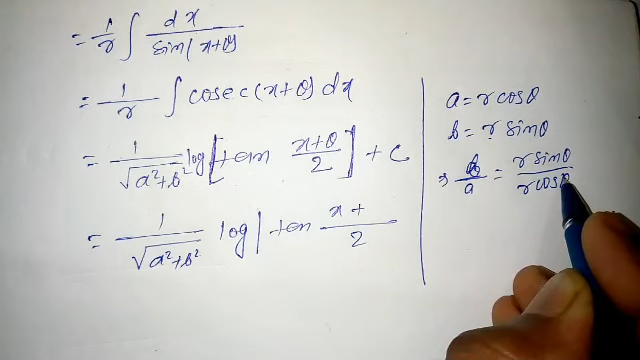 = 1/r ∫ dx / sin(x+θ)
= 1/r ∫ cosec(x+θ) dx
= 1/√(a²+b²) log[tan (x+θ)/2] + C
= 1/√(a²+b²) log|tan (x+ )/2
a = r cosθ
b = r sinθ
⇒ b/a = r sinθ / r cosθ